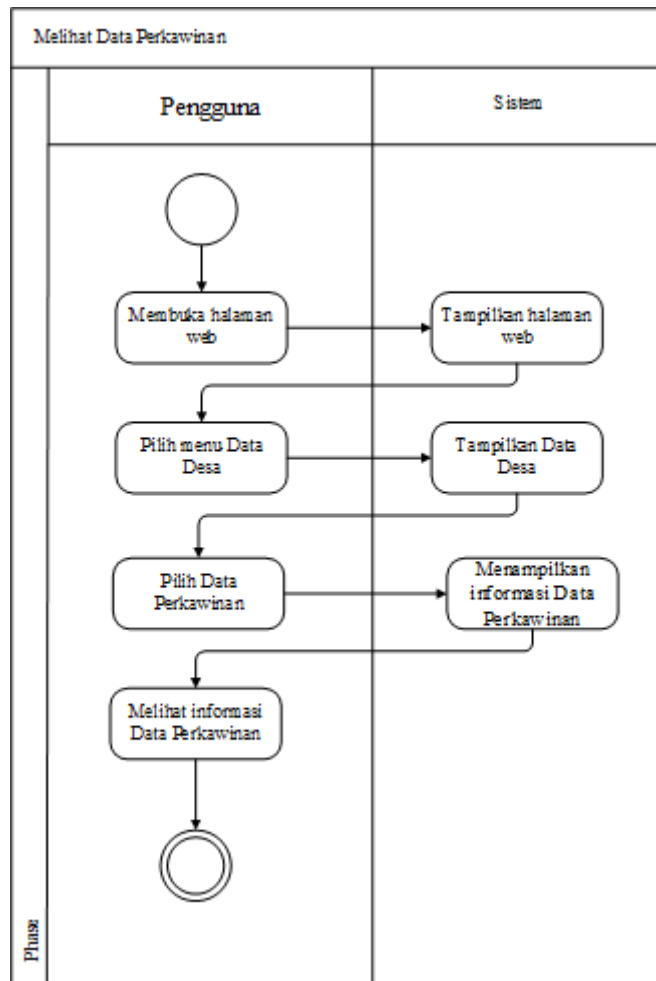 Melihat Data Perkawinan
Pengguna
Sistem
Membuka halaman
web
Tampilkan halaman
web
Pilih menu Data
Desa
Tampilkan Data
Desa
Pilih Data
Perkawinan
Menampilkan
informasi Data
Perkawinan
Melihat informasi
Data Perkawinan
Phase